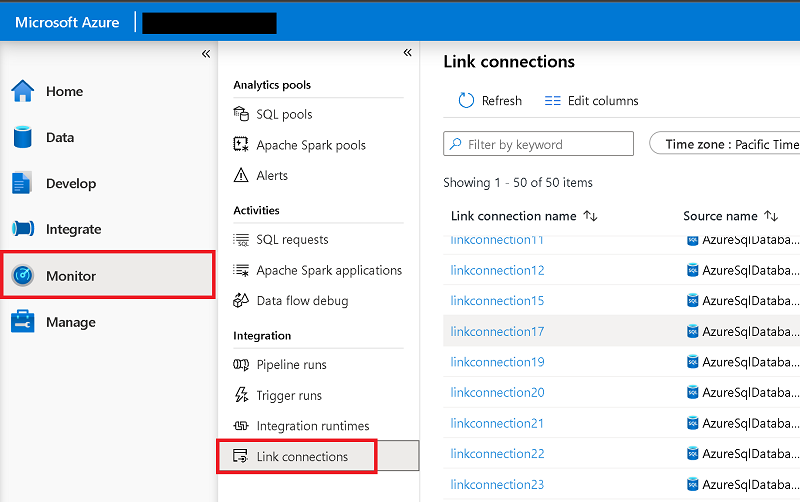 Microsoft Azure
«
Home
Data
Develop
Integrate
Monitor
Manage
«
Analytics pools
SQL pools
Apache Spark pools
Alerts
Activities
SQL requests
Apache Spark applications
Data flow debug
Integration
Pipeline runs
Trigger runs
Integration runtimes
Link connections
Link connections
Refresh Edit columns
Filter by keyword Time zone : Pacific Time
Showing 1 - 50 of 50 items
Link connection name ↑↓ Source name ↑↓
linkconnection11 AzureSqlDataba...
linkconnection12 AzureSqlDataba...
linkconnection15 AzureSqlDataba...
linkconnection17 AzureSqlDataba...
linkconnection19 AzureSqlDataba...
linkconnection20 AzureSqlDataba...
linkconnection21 AzureSqlDataba...
linkconnection22 AzureSqlDataba...
linkconnection23 AzureSqlDataba...